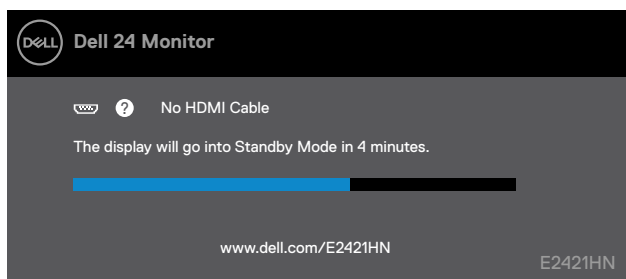 DELL Dell 24 Monitor
? No HDMI Cable
The display will go into Standby Mode in 4 minutes.
www.dell.com/E2421HN
E2421HN